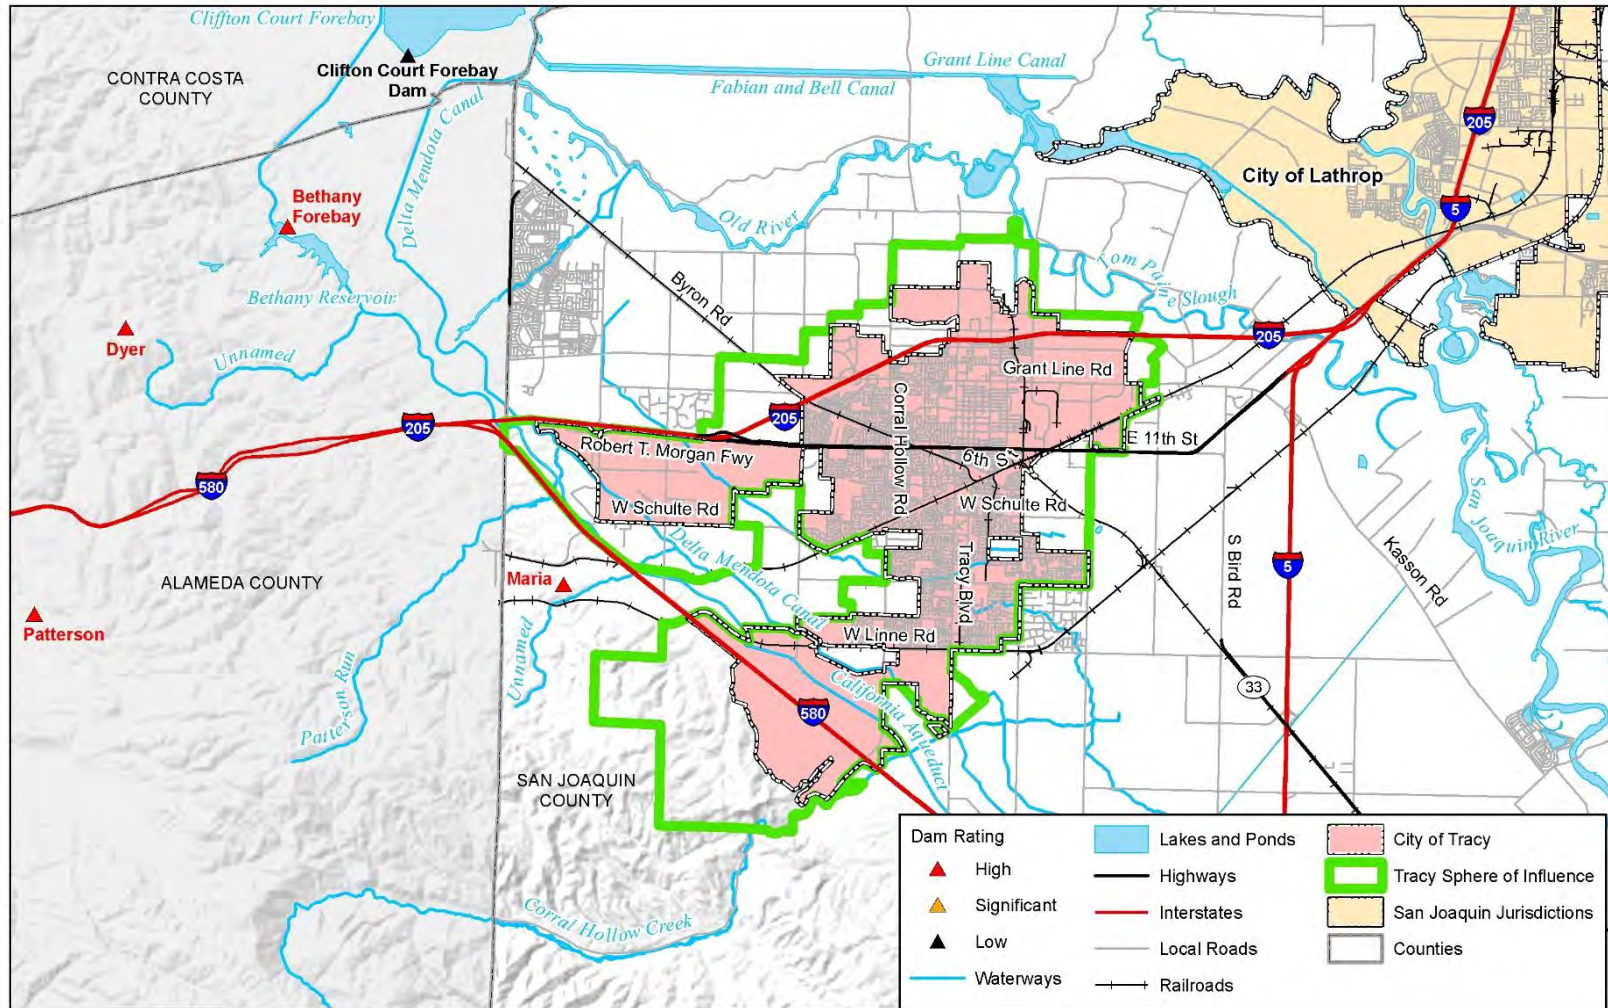 Cliffton Court Forebay
CONTRA COSTA
COUNTY
Clifton Court Forebay
Dam
Grant Line Canal
Fabian and Bell Canal
205
City of Lathrop
5
Delta Mendota Canal
Bethany
Forebay
Old River
Tom Paine Slough
Byron Rd
Bethany Reservoir
Dyer
Unnamed
205
Grant Line Rd
Corral Hollow Rd
205
205
Robert T. Morgan Fwy
6th St
E 11th St
580
W Schulte Rd
W Schulte Rd
San Joaquin River
Delta Mendota Canal
Tracy Blvd
S Bird Rd
Kasson Rd
5
ALAMEDA COUNTY
Maria
Patterson
W Linne Rd
Unnamed
Patterson Run
California Aqueduct
580
33
SAN JOAQUIN
COUNTY
Corral Hollow Creek
Dam Rating
High
Significant
Low
Waterways
Lakes and Ponds
Highways
Interstates
Local Roads
Railroads
City of Tracy
Tracy Sphere of Influence
San Joaquin Jurisdictions
Counties